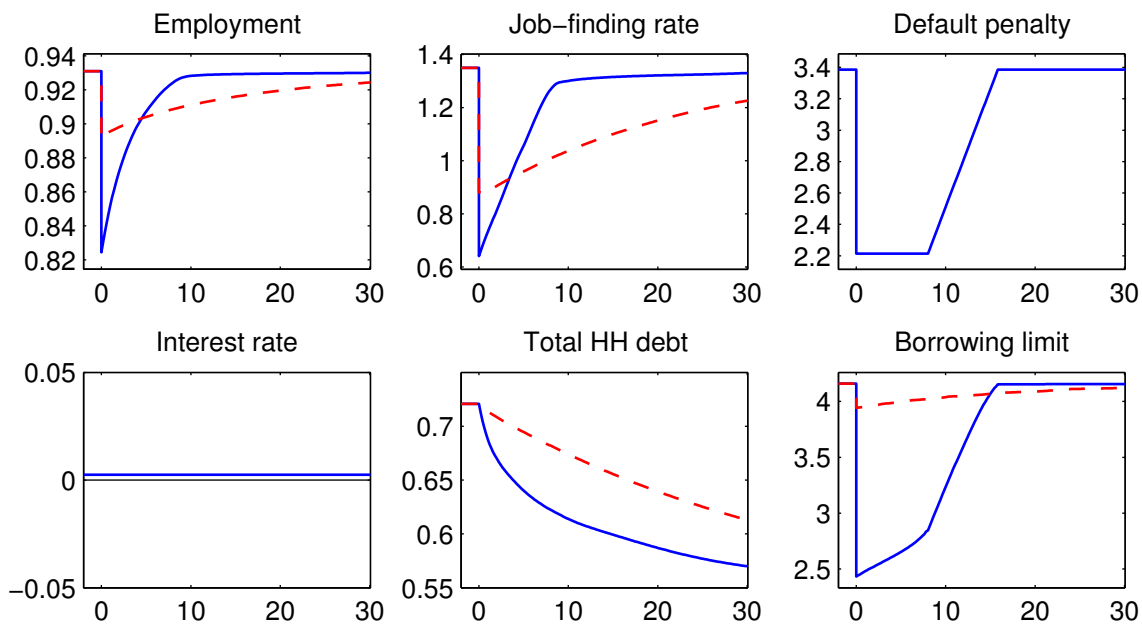 Employment
0.94
0.92
0.9
0.88
0.86
0.84
0.82
0 10 20 30
Job−finding rate
1.4
1.2
1
0.8
0.6
0 10 20 30
Default penalty
3.4
3.2
3
2.8
2.6
2.4
2.2
0 10 20 30
Interest rate
0.05
0
−0.05
0 10 20 30
Total HH debt
0.7
0.65
0.6
0.55
0 10 20 30
Borrowing limit
4
3.5
3
2.5
0 10 20 30